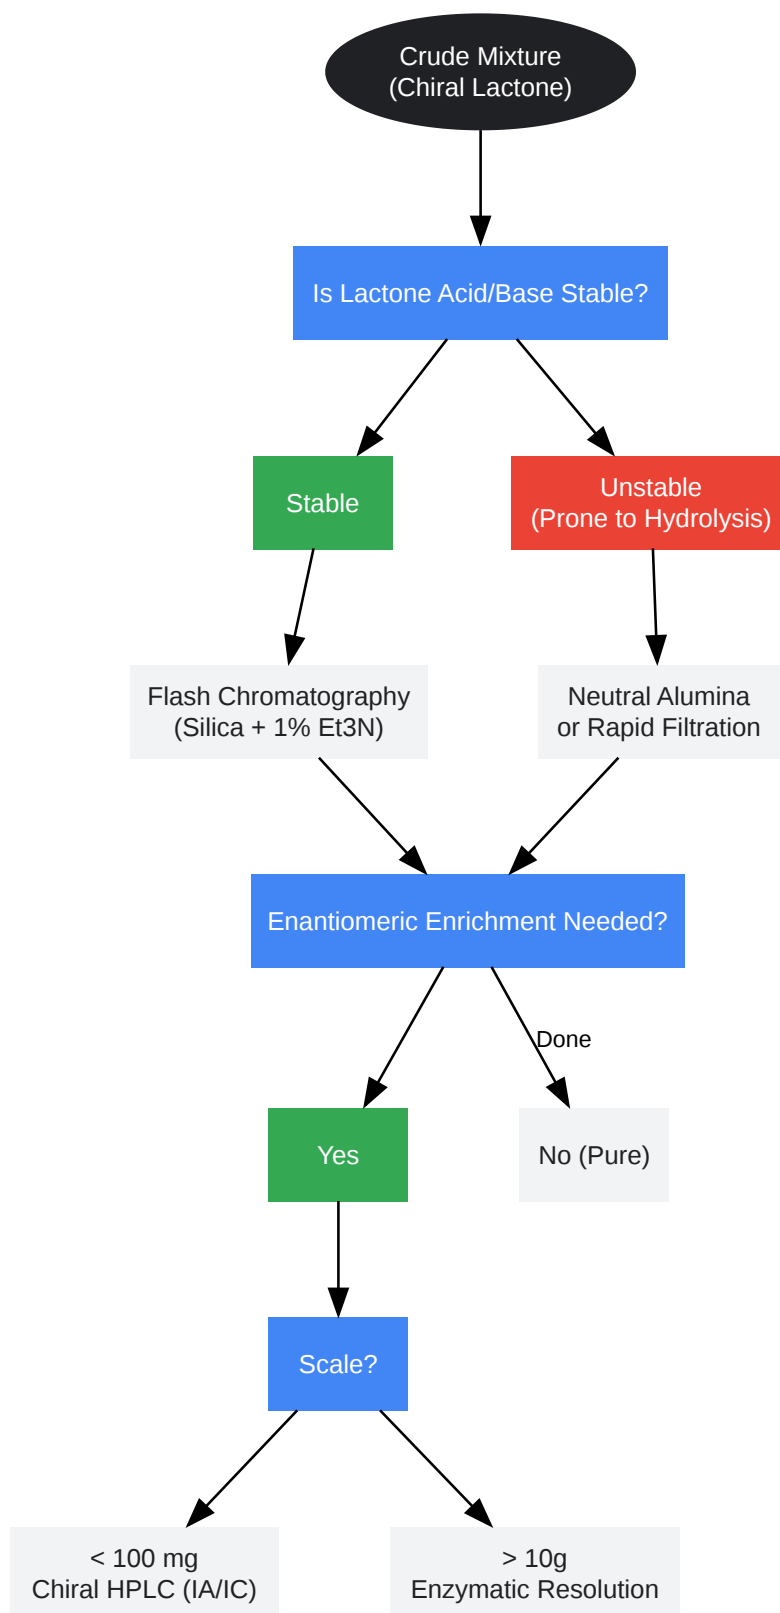 Crude Mixture
(Chiral Lactone)
Is Lactone Acid/Base Stable?
Stable
Unstable
(Prone to Hydrolysis)
Flash Chromatography
(Silica + 1% Et3N)
Neutral Alumina
or Rapid Filtration
Enantiomeric Enrichment Needed?
Done
Yes
No (Pure)
Scale?
< 100 mg
Chiral HPLC (IA/IC)
> 10g
Enzymatic Resolution